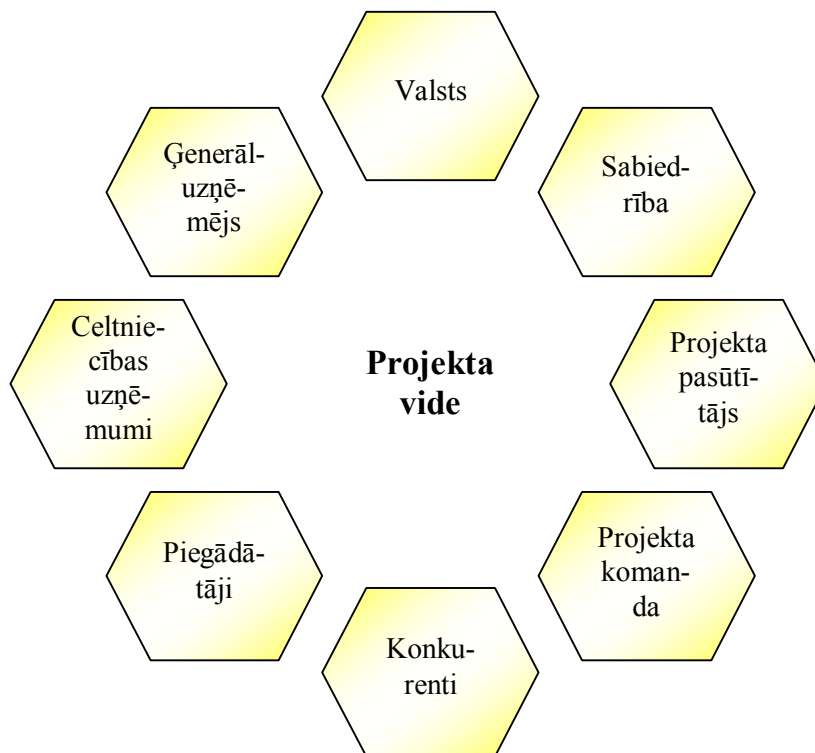 Valsts
Ģenerāl-
uzņē-
mējs
Sabied-
rība
Celtnie-
cības
uzņē-
mumi
Projekta
vide
Projekta
pasūtī-
tājs
Piegādā-
tāji
Projekta
koman-
da
Konku-
renti